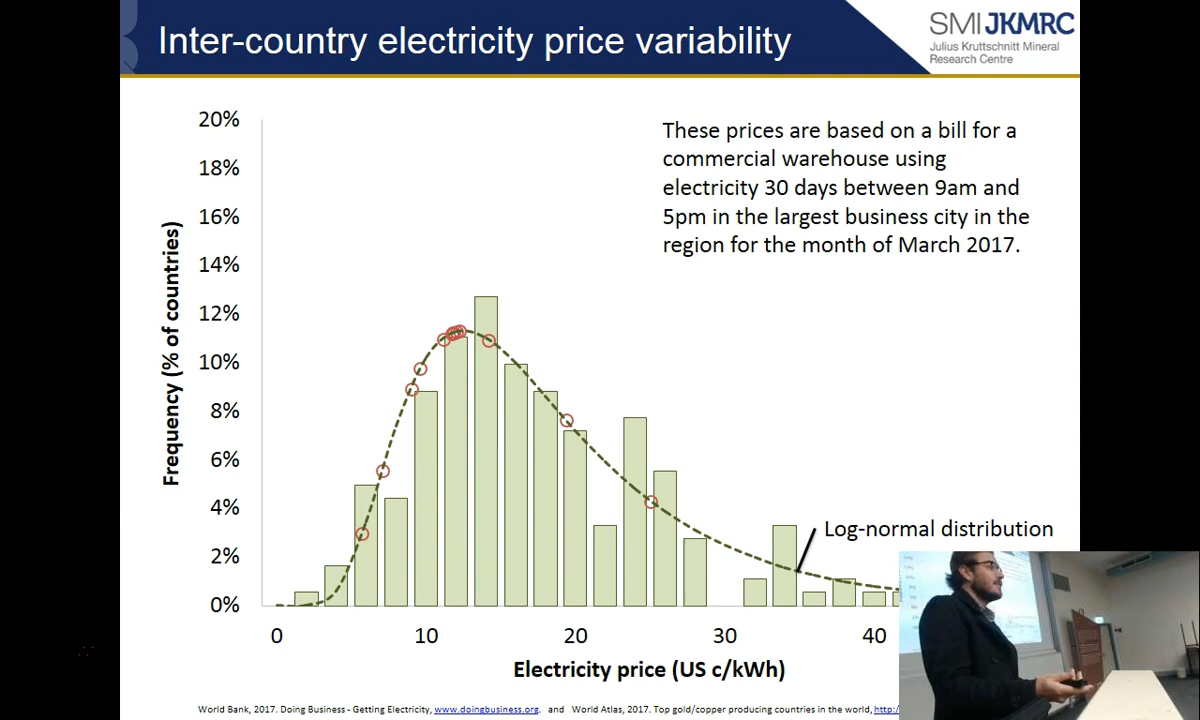 Inter-country electricity price variability
SMI JKMRC
Julius Kruttschnitt Mineral
Research Centre
These prices are based on a bill for a
commercial warehouse using
electricity 30 days between 9am and
5pm in the largest business city in the
region for the month of March 2017.
Frequency (% of countries)
20%
18%
16%
14%
12%
10%
8%
6%
4%
2%
0%
Log-normal distribution
0 10 20 30 40
Electricity price (US c/kWh)
World Bank, 2017. Doing Business - Getting Electricity, www.doingbusiness.org. and World Atlas, 2017. Top gold/copper producing countries in the world, http:/